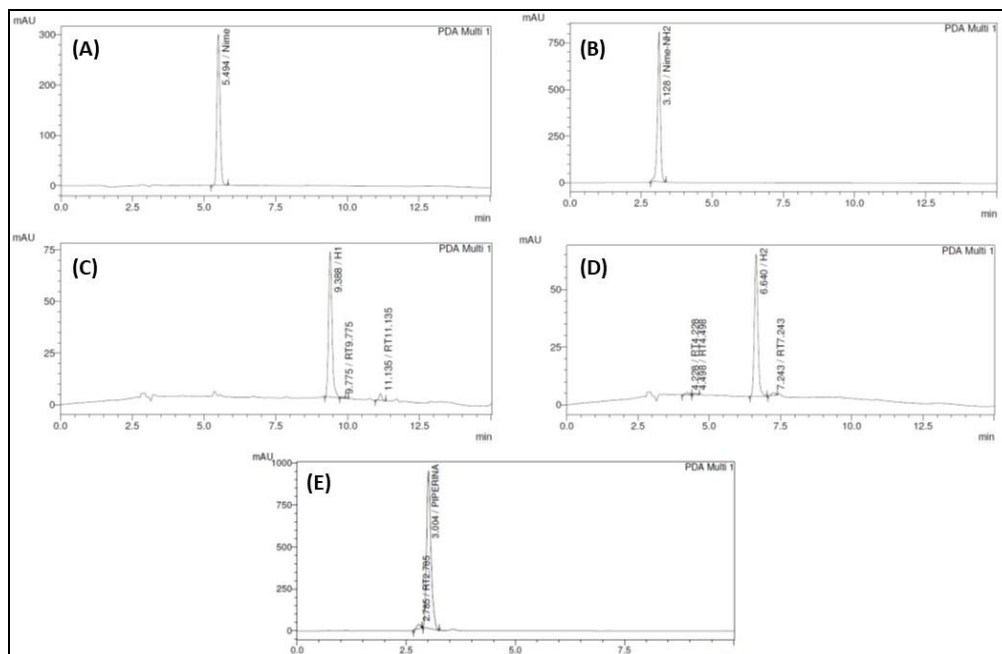 mAU
PDA Multi 1
(A)
300
200
100
0
5.494 / Nime
0.0 2.5 5.0 7.5 10.0 12.5
min
mAU
PDA Multi 1
(B)
750
500
250
0
3.128 / Nime-NH2
0.0 2.5 5.0 7.5 10.0 12.5
min
mAU
PDA Multi 1
(C)
75
50
25
0
9.388 / H1
9.775 / RT9.775
11.135 / RT11.135
0.0 2.5 5.0 7.5 10.0 12.5
min
mAU
PDA Multi 1
(D)
50
25
0
4.228 / RT4.228
4.498 / RT4.498
6.640 / H2
7.243 / RT7.243
0.0 2.5 5.0 7.5 10.0 12.5
min
mAU
PDA Multi 1
(E)
1000
750
500
250
0
2.785 / RT2.785
3.004 / PIPERINA
0.0 2.5 5.0 7.5